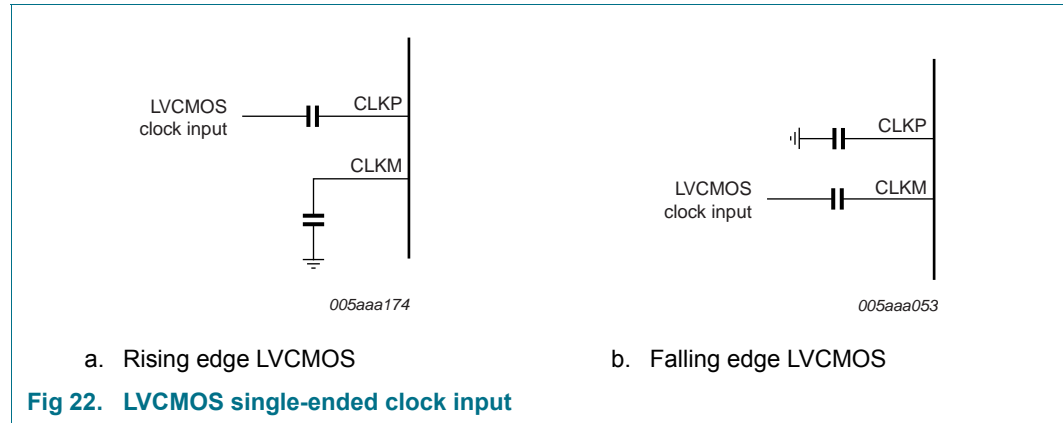 LVCMOS
clock input
CLKP
CLKM
005aaa174
a. Rising edge LVCMOS
CLKP
LVCMOS
clock input
CLKM
005aaa053
b. Falling edge LVCMOS
Fig 22. LVCMOS single-ended clock input